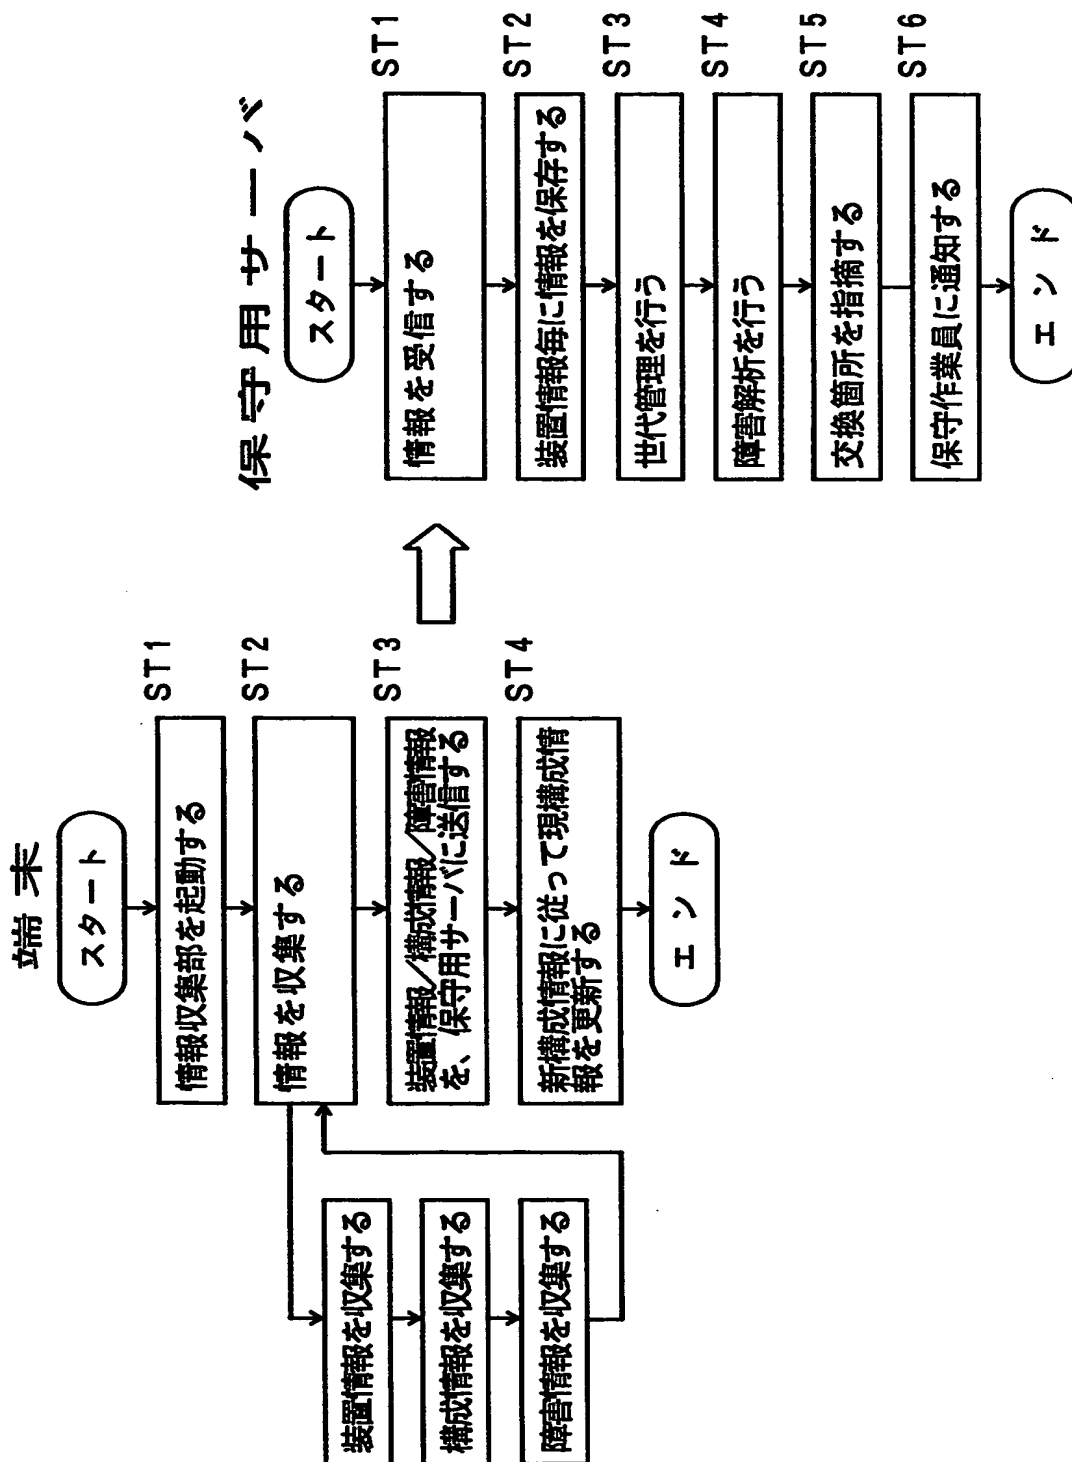 端末
スタート
情報収集部を起動する
ST1
情報を収集する
ST2
装置情報を収集する
構成情報を収集する
障害情報を収集する
装置情報/構成情報/障害情報
を、保守用サーバに送信する
ST3
新構成情報に従って現構成情
報を更新する
ST4
エンド
保守用サーバ
スタート
情報を受信する
ST1
装置情報毎に情報を保存する
ST2
世代管理を行う
ST3
障害解析を行う
ST4
交換箇所を指摘する
ST5
保守作業員に通知する
ST6
エンド